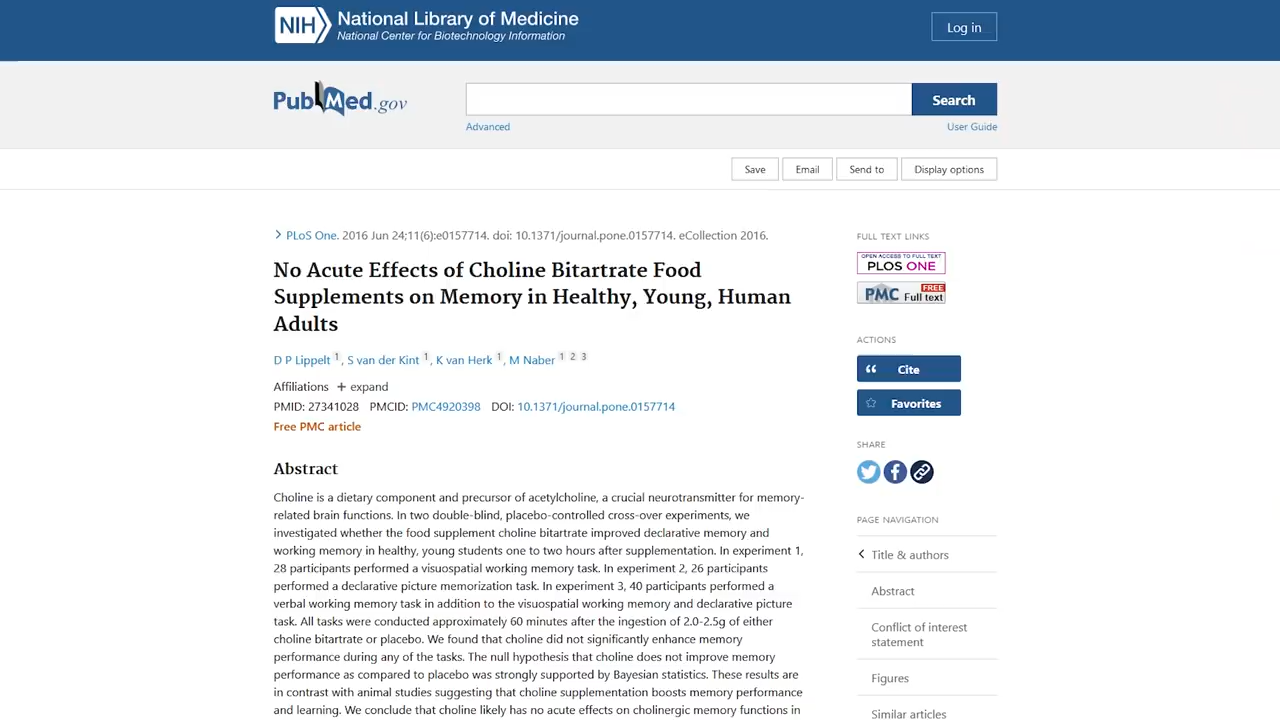 NIH National Library of Medicine
National Center for Biotechnology Information
Log in
PubMed.gov
Search
Advanced
User Guide
Save
Email
Send to
Display options
PLoS One. 2016 Jun 24;11(6):e0157714. doi: 10.1371/journal.pone.0157714. eCollection 2016.
No Acute Effects of Choline Bitartrate Food
Supplements on Memory in Healthy, Young, Human
Adults
D P Lippelt 1, S van der Kint 1, K van Herk 1, M Naber 1 2 3
Affiliations + expand
PMID: 27341028 PMCID: PMC4920398 DOI: 10.1371/journal.pone.0157714
Free PMC article
Abstract
Choline is a dietary component and precursor of acetylcholine, a crucial neurotransmitter for memory-
related brain functions. In two double-blind, placebo-controlled cross-over experiments, we
investigated whether the food supplement choline bitartrate improved declarative memory and
working memory in healthy, young students one to two hours after supplementation. In experiment 1,
28 participants performed a visuospatial working memory task. In experiment 2, 26 participants
performed a declarative picture memorization task. In experiment 3, 40 participants performed a
verbal working memory task in addition to the visuospatial working memory and declarative picture
task. All tasks were conducted approximately 60 minutes after the ingestion of 2.0-2.5g of either
choline bitartrate or placebo. We found that choline did not significantly enhance memory
performance during any of the tasks. The null hypothesis that choline does not improve memory
performance as compared to placebo was strongly supported by Bayesian statistics. These results are
in contrast with animal studies suggesting that choline supplementation boosts memory performance
and learning. We conclude that choline likely has no acute effects on cholinergic memory functions in
FULL TEXT LINKS
OPEN ACCESS TO FULL TEXT
PLOS ONE
PMC FREE Full text
ACTIONS
Cite
Favorites
SHARE
PAGE NAVIGATION
Title & authors
Abstract
Conflict of interest
statement
Figures
Similar articles